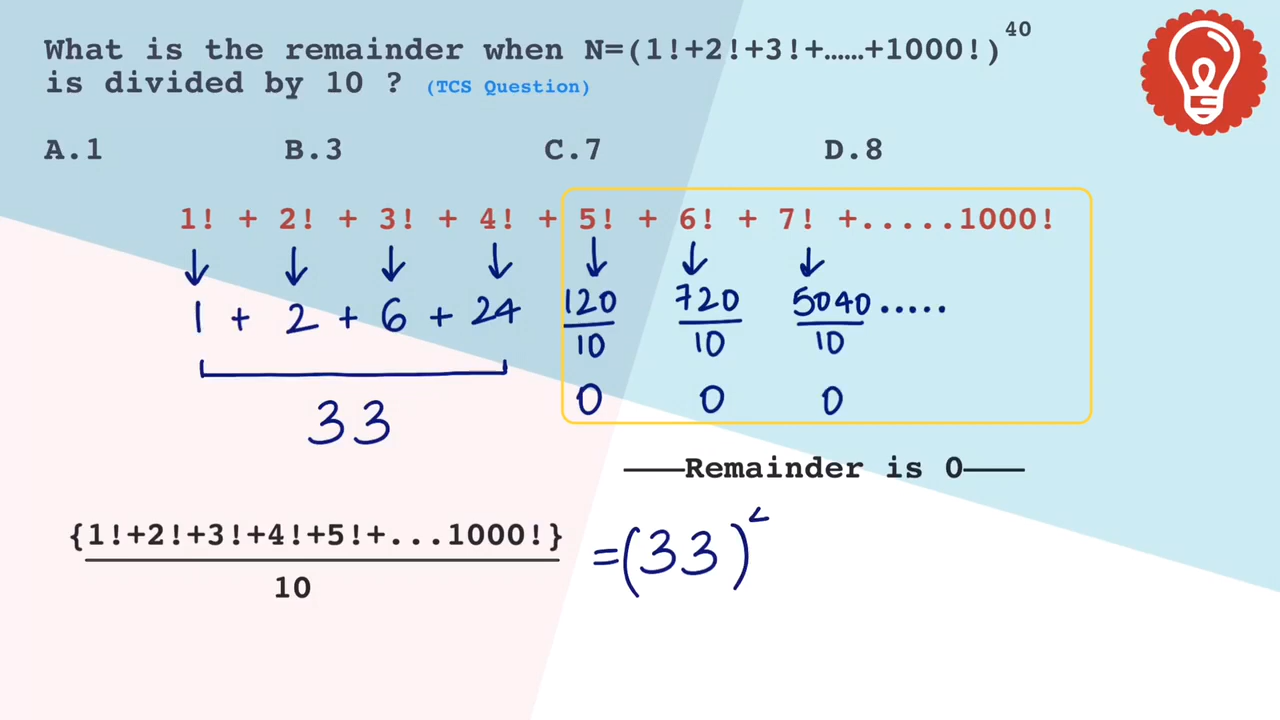 What is the remainder when N=(1!+2!+3!+……+1000!)^40
is divided by 10 ? (TCS Question)
A.1 B.3 C.7 D.8
1! + 2! + 3! + 4! + 5! + 6! + 7! +.....1000!
1 + 2 + 6 + 24 120/10 720/10 5040/10 .....
0 0 0
33
——Remainder is 0——
{1!+2!+3!+4!+5!+...1000!}
10
=(33)